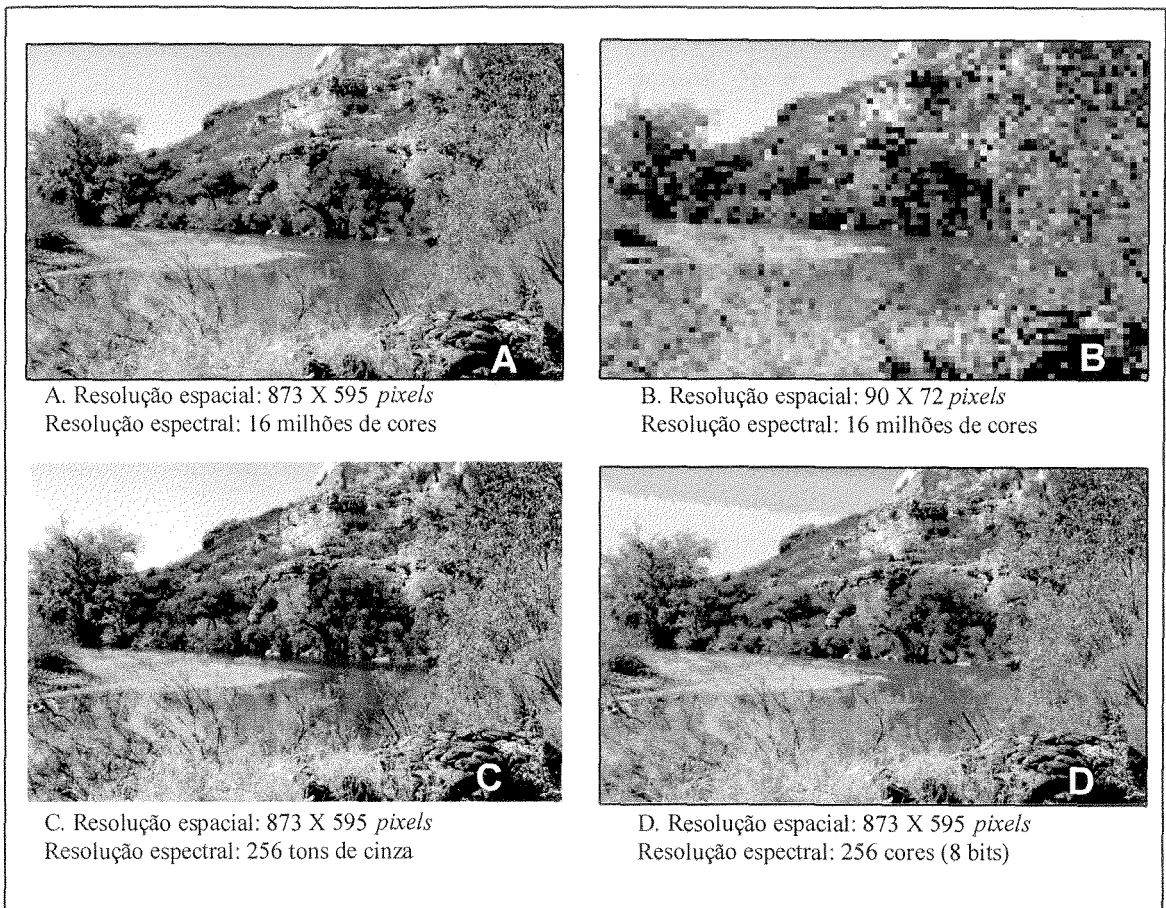 A
B
A. Resolução espacial: 873 X 595 pixels
Resolução espectral: 16 milhões de cores
B. Resolução espacial: 90 X 72 pixels
Resolução espectral: 16 milhões de cores
C
D
C. Resolução espacial: 873 X 595 pixels
Resolução espectral: 256 tons de cinza
D. Resolução espacial: 873 X 595 pixels
Resolução espectral: 256 cores (8 bits)